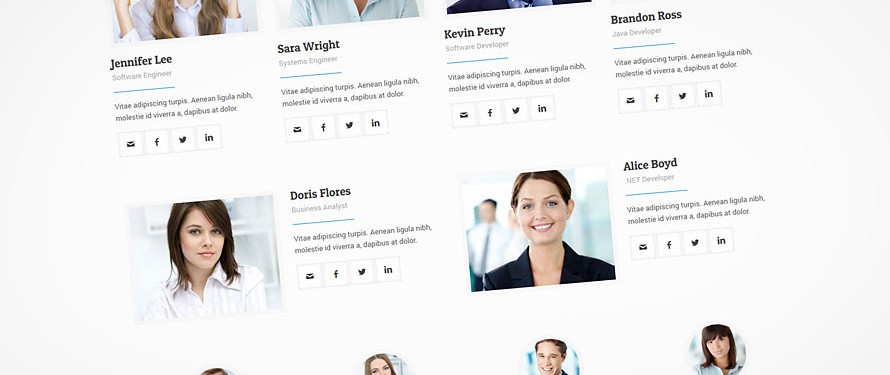 Jennifer Lee
Software Engineer
Vitae adipiscing turpis. Aenean ligula nibh,
molestie id viverra a, dapibus at dolor.
Sara Wright
Systems Engineer
Vitae adipiscing turpis. Aenean ligula nibh,
molestie id viverra a, dapibus at dolor.
Kevin Perry
Software Developer
Vitae adipiscing turpis. Aenean ligula nibh,
molestie id viverra a, dapibus at dolor.
Brandon Ross
Java Developer
Vitae adipiscing turpis. Aenean ligula nibh,
molestie id viverra a, dapibus at dolor.
Doris Flores
Business Analyst
Vitae adipiscing turpis. Aenean ligula nibh,
molestie id viverra a, dapibus at dolor.
Alice Boyd
.NET Developer
Vitae adipiscing turpis. Aenean ligula nibh,
molestie id viverra a, dapibus at dolor.